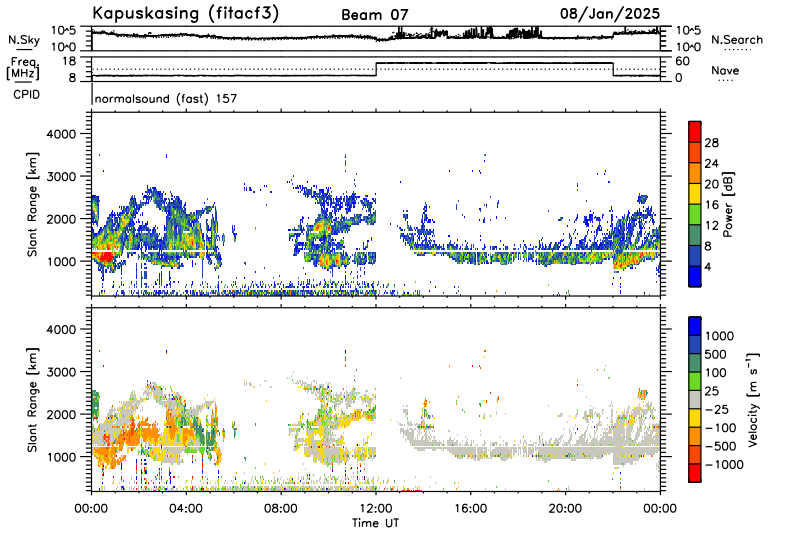 Kapuskasing (fitacf3) Beam 07 08/Jan/2025
N.Sky 10^5 10^0 10^5 10^0 N.Search
Freq. [MHz] 18 8 60 0 Nave
CPID normalsound (fast) 157
Slant Range [km] 4000 3000 2000 1000
Power [dB] 28 24 20 16 12 8 4
Slant Range [km] 4000 3000 2000 1000
Velocity [m s^-1] 1000 500 100 25 −25 −100 −500 −1000
00:00 04:00 08:00 12:00 16:00 20:00 00:00
Time UT